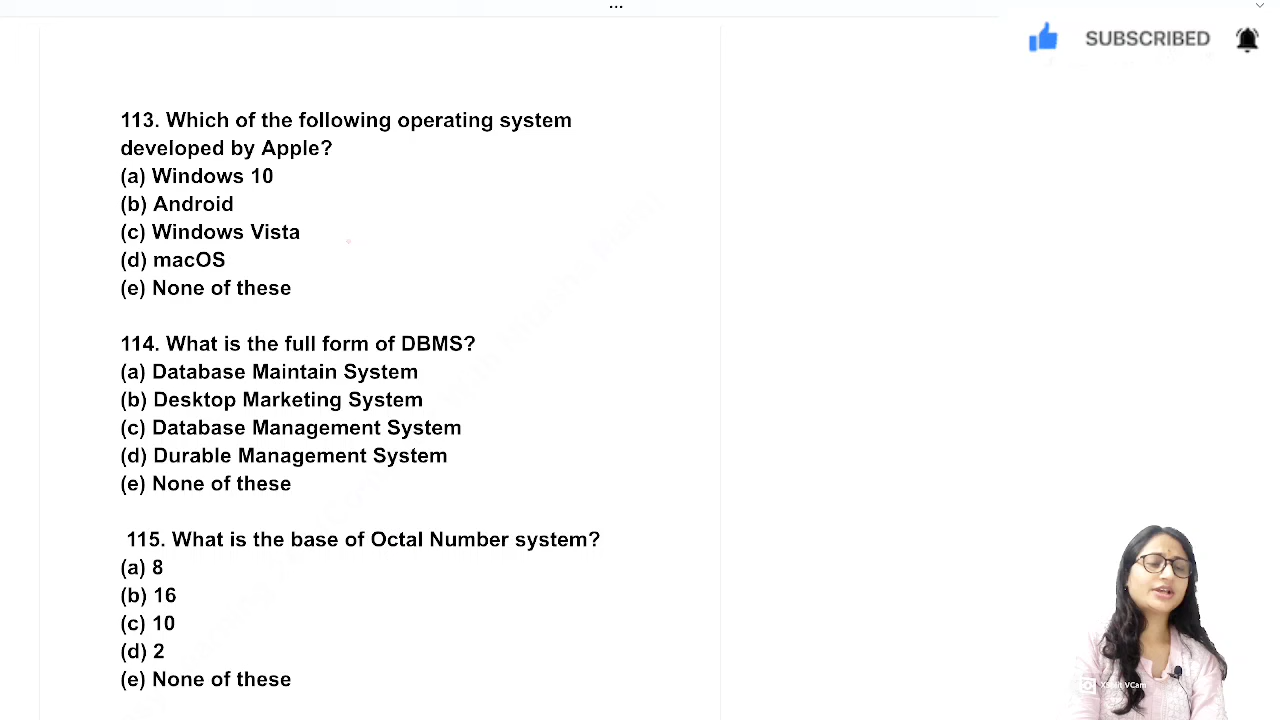 ...
SUBSCRIBED
113. Which of the following operating system
developed by Apple?
(a) Windows 10
(b) Android
(c) Windows Vista
(d) macOS
(e) None of these
114. What is the full form of DBMS?
(a) Database Maintain System
(b) Desktop Marketing System
(c) Database Management System
(d) Durable Management System
(e) None of these
115. What is the base of Octal Number system?
(a) 8
(b) 16
(c) 10
(d) 2
(e) None of these
XSplit VCam